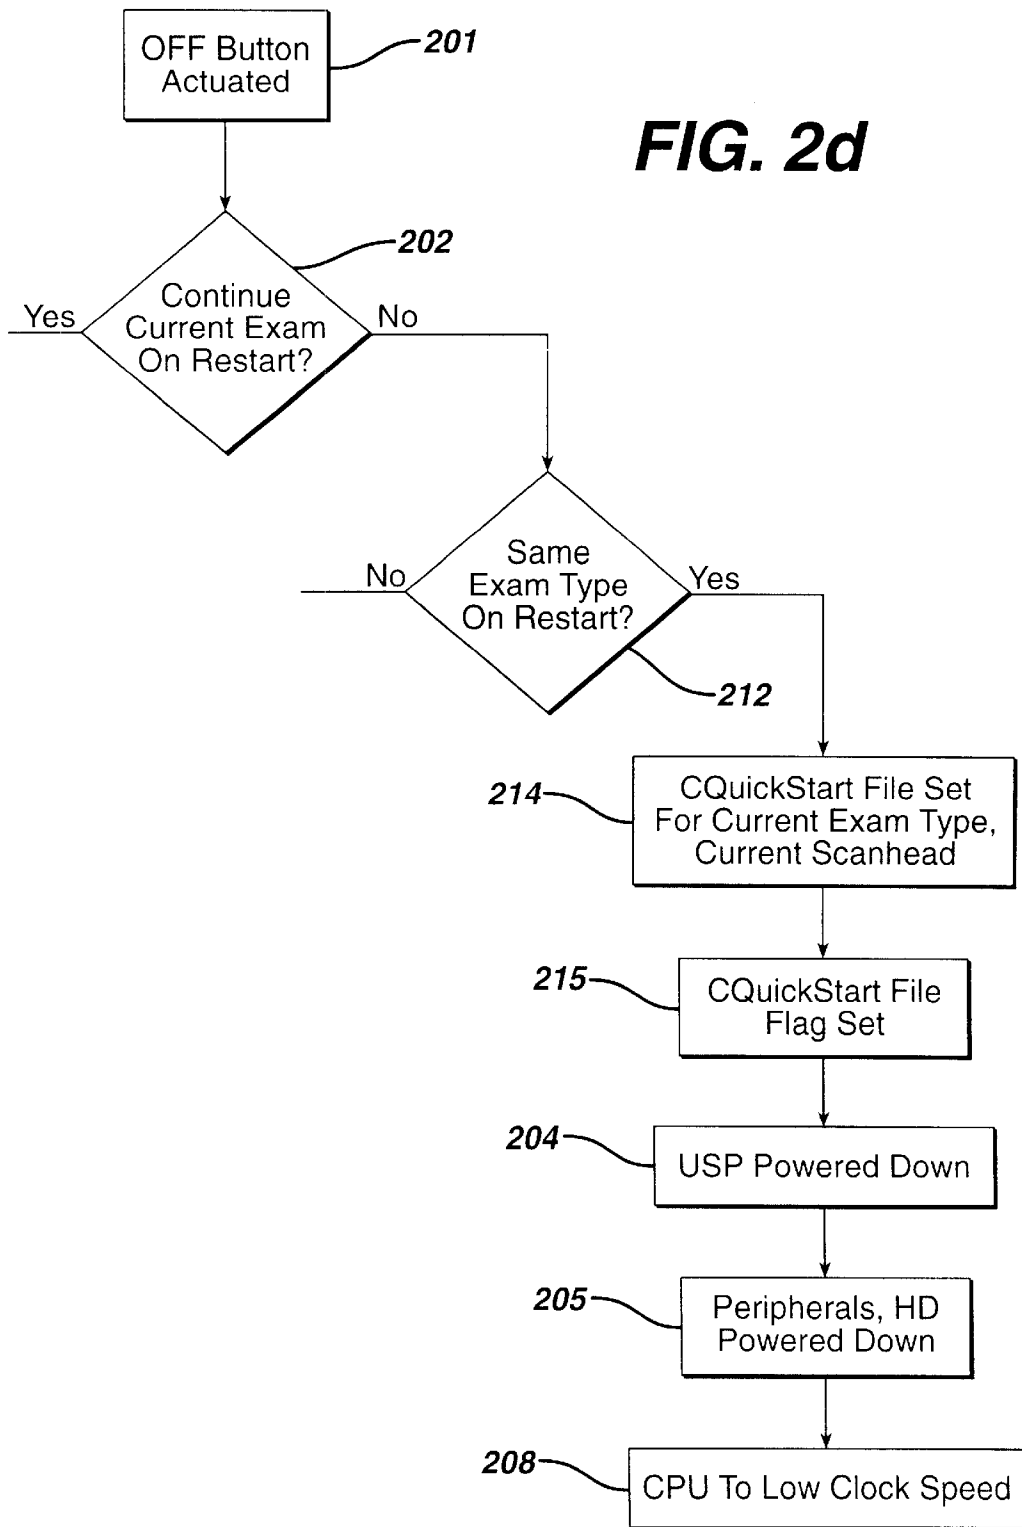 OFF Button
Actuated
201
FIG. 2d
202
Continue
Current Exam
On Restart?
Yes
No
Same
Exam Type
On Restart?
No
Yes
212
214
CQuickStart File Set
For Current Exam Type,
Current Scanhead
215
CQuickStart File
Flag Set
204
USP Powered Down
205
Peripherals, HD
Powered Down
208
CPU To Low Clock Speed